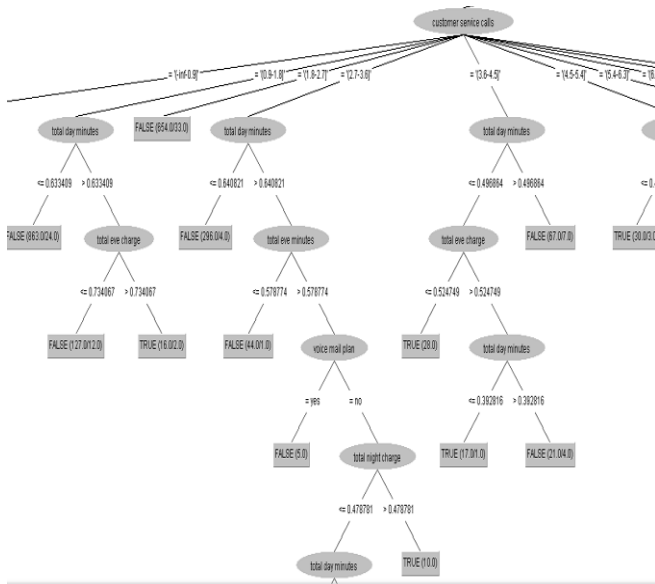 customer service calls
= '(-inf-0.9]' = '(0.9-1.8]' = '(1.8-2.7]' = '(2.7-3.6]' = '(3.6-4.5]' = '(4.5-5.4]' = '(5.4-6.3]' = '(6.
total day minutes FALSE (654.0/33.0) total day minutes total day minutes
<= 0.633409 > 0.633409 <= 0.640821 > 0.640821 <= 0.496864 > 0.496864 <= 0.
FALSE (863.0/24.0) total eve charge FALSE (296.0/4.0) total eve minutes total eve charge FALSE (67.0/7.0) TRUE (30.0/3.0
<= 0.734067 > 0.734067 <= 0.578774 > 0.578774 <= 0.524749 > 0.524749
FALSE (127.0/12.0) TRUE (16.0/2.0) FALSE (44.0/1.0) voice mail plan TRUE (28.0) total day minutes
= yes = no <= 0.392816 > 0.392816
FALSE (5.0) total night charge TRUE (17.0/1.0) FALSE (21.0/4.0)
<= 0.478781 > 0.478781
total day minutes TRUE (10.0)